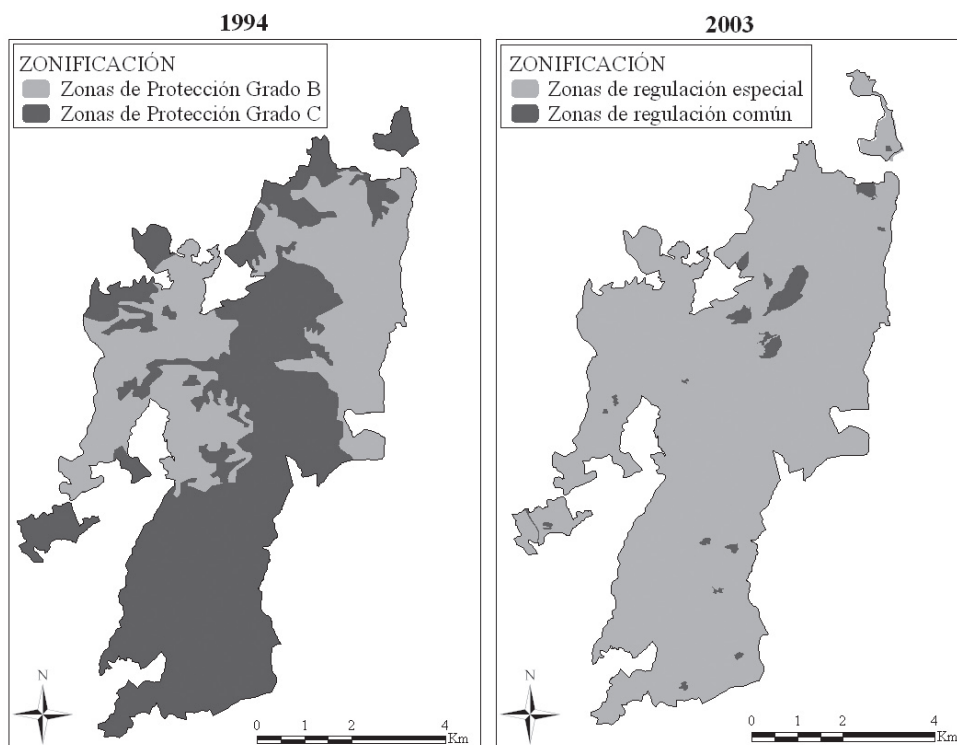 1994
ZONIFICACIÓN
Zonas de Protección Grado B
Zonas de Protección Grado C
N
0 1 2 4
Km
2003
ZONIFICACIÓN
Zonas de regulación especial
Zonas de regulación común
N
0 1 2 4
Km